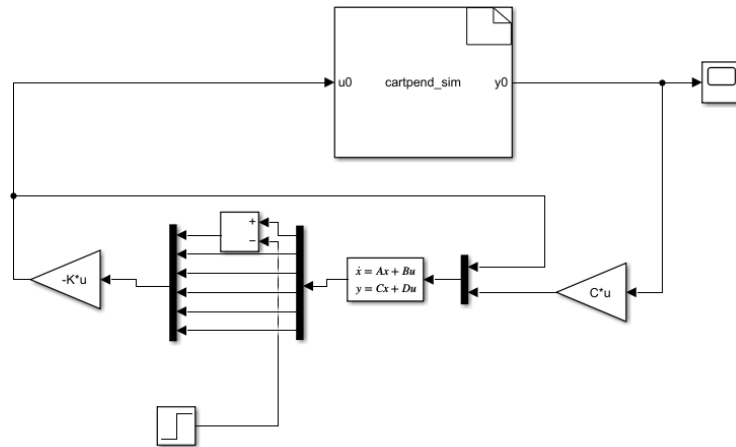 u0 cartpend_sim y0
+
−
-K*u
ẋ = Ax + Bu
y = Cx + Du
C*u